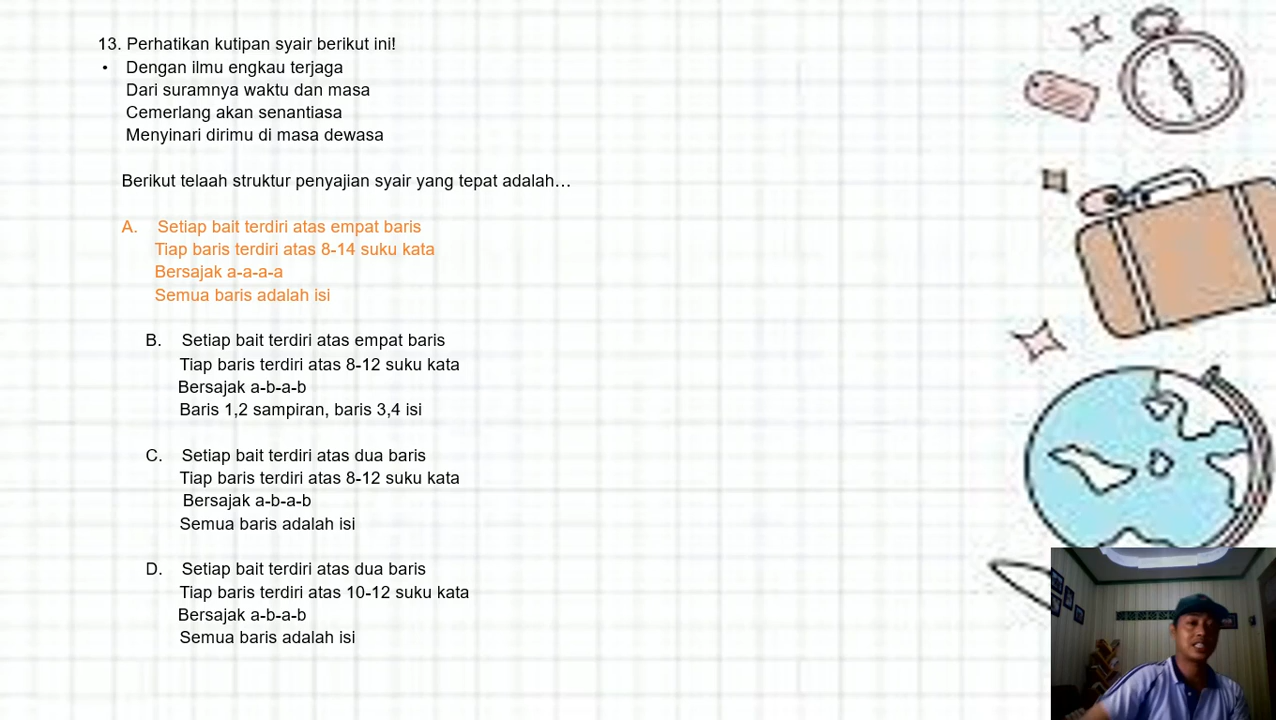 13. Perhatikan kutipan syair berikut ini!
• Dengan ilmu engkau terjaga
Dari suramnya waktu dan masa
Cemerlang akan senantiasa
Menyinari dirimu di masa dewasa
Berikut telaah struktur penyajian syair yang tepat adalah…
A. Setiap bait terdiri atas empat baris
Tiap baris terdiri atas 8-14 suku kata
Bersajak a-a-a-a
Semua baris adalah isi
B. Setiap bait terdiri atas empat baris
Tiap baris terdiri atas 8-12 suku kata
Bersajak a-b-a-b
Baris 1,2 sampiran, baris 3,4 isi
C. Setiap bait terdiri atas dua baris
Tiap baris terdiri atas 8-12 suku kata
Bersajak a-b-a-b
Semua baris adalah isi
D. Setiap bait terdiri atas dua baris
Tiap baris terdiri atas 10-12 suku kata
Bersajak a-b-a-b
Semua baris adalah isi